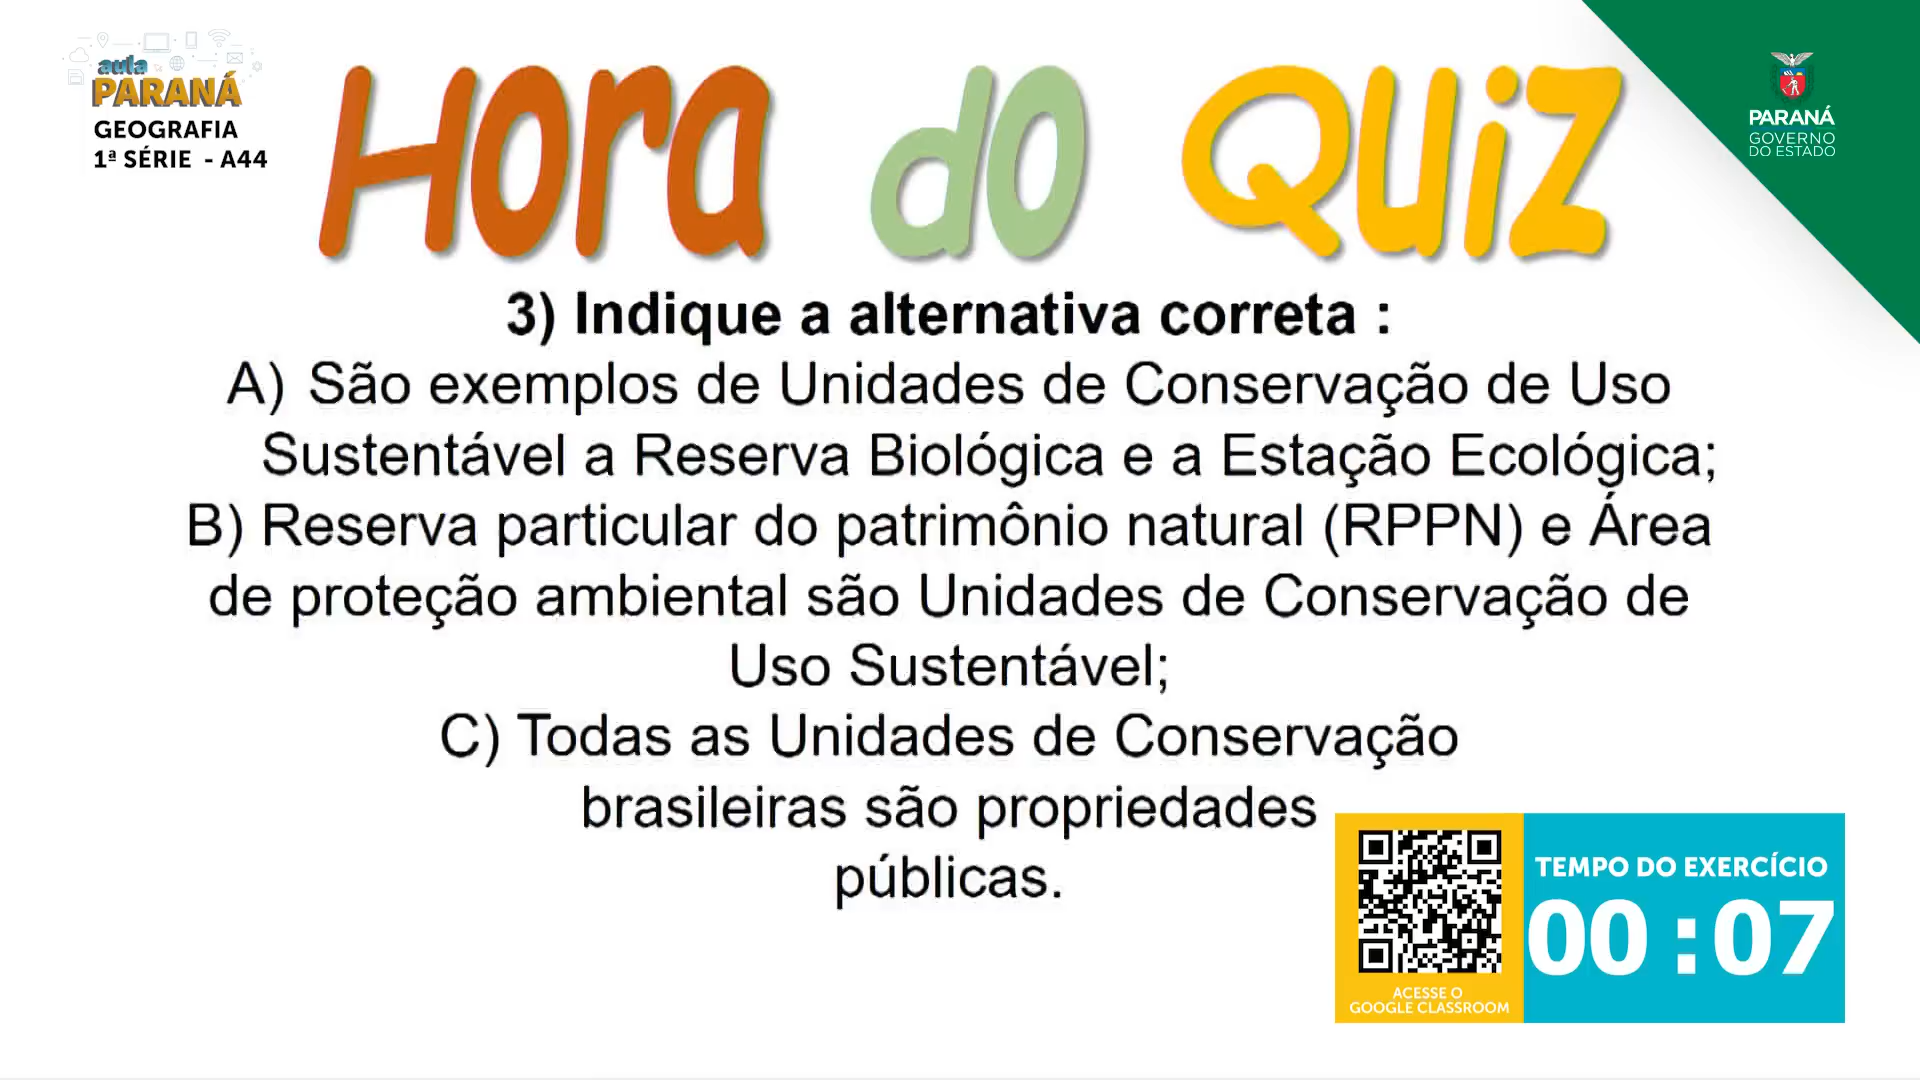 aula
PARANÁ
GEOGRAFIA
1ª SÉRIE - A44
Hora do Quiz
PARANÁ
GOVERNO
DO ESTADO
3) Indique a alternativa correta :
A) São exemplos de Unidades de Conservação de Uso
Sustentável a Reserva Biológica e a Estação Ecológica;
B) Reserva particular do patrimônio natural (RPPN) e Área
de proteção ambiental são Unidades de Conservação de
Uso Sustentável;
C) Todas as Unidades de Conservação
brasileiras são propriedades
públicas.
ACESSE O
GOOGLE CLASSROOM
TEMPO DO EXERCÍCIO
00 : 07